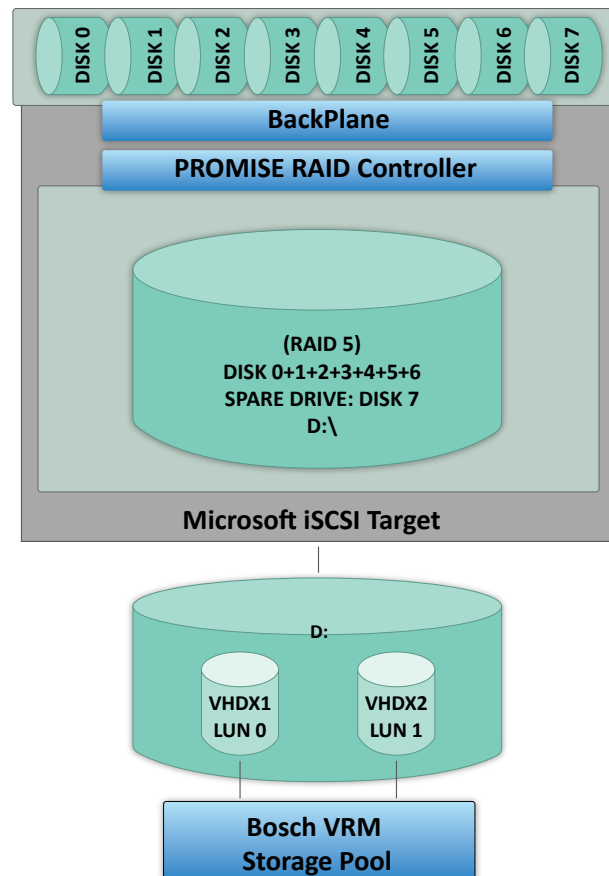 DISK 0
DISK 1
DISK 2
DISK 3
DISK 4
DISK 5
DISK 6
DISK 7
BackPlane
PROMISE RAID Controller
(RAID 5)
DISK 0+1+2+3+4+5+6
SPARE DRIVE: DISK 7
D:\
Microsoft iSCSI Target
D:
VHDX1
LUN 0
VHDX2
LUN 1
Bosch VRM
Storage Pool